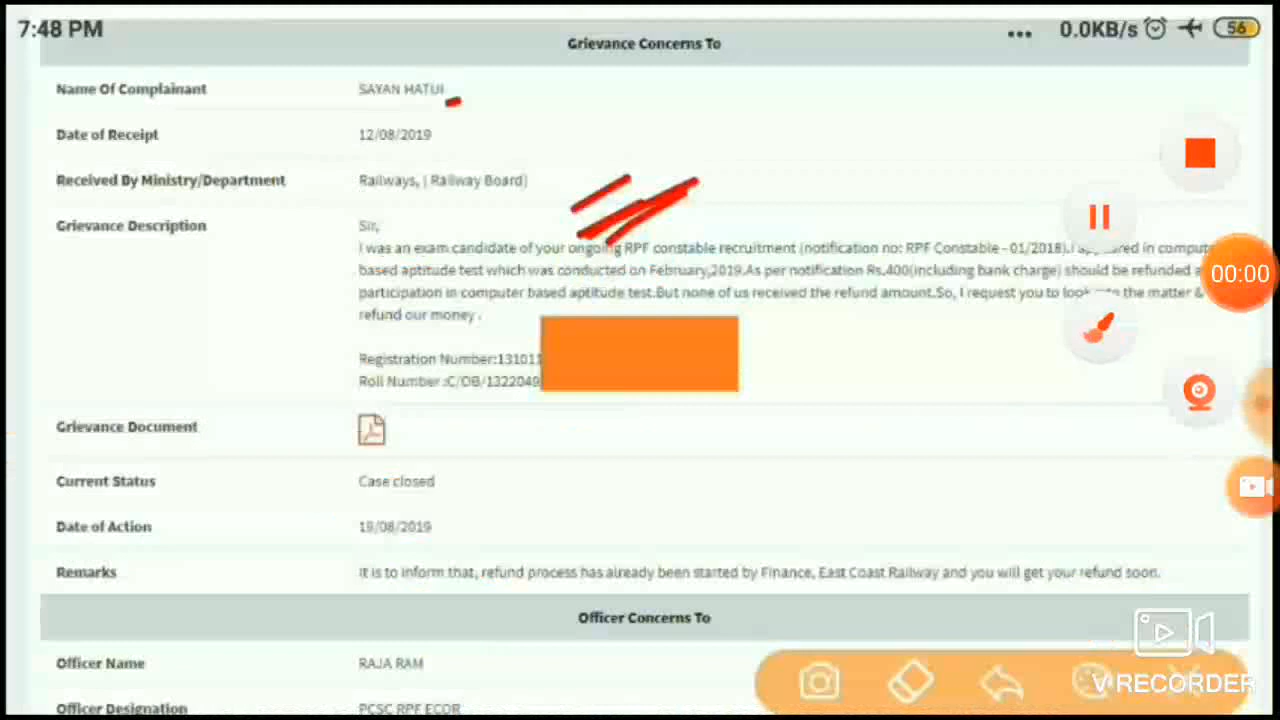 7:48 PM ... 0.0KB/s 56
Grievance Concerns To
Name Of Complainant SAYAN HATUI
Date of Receipt 12/08/2019
Received By Ministry/Department Railways, ( Railway Board)
Grievance Description Sir,
I was an exam candidate of your ongoing RPF constable recruitment (notification no: RPF Constable - 01/2018).I
based aptitude test which was conducted on February,2019.As per notification Rs.400(including bank charge) should be refunded
participation in computer based aptitude test.But none of us received the refund amount.So, I request you to the matter &
refund our money .
00:00
Registration Number:131011
Roll Number :C/OB/1322049
Grievance Document
Current Status Case closed
Date of Action 19/08/2019
Remarks It is to inform that, refund process has already been started by Finance, East Coast Railway and you will get your refund soon.
Officer Concerns To
Officer Name RAJA RAM
Officer Designation PCSC RPF ECOR
V RECORDER